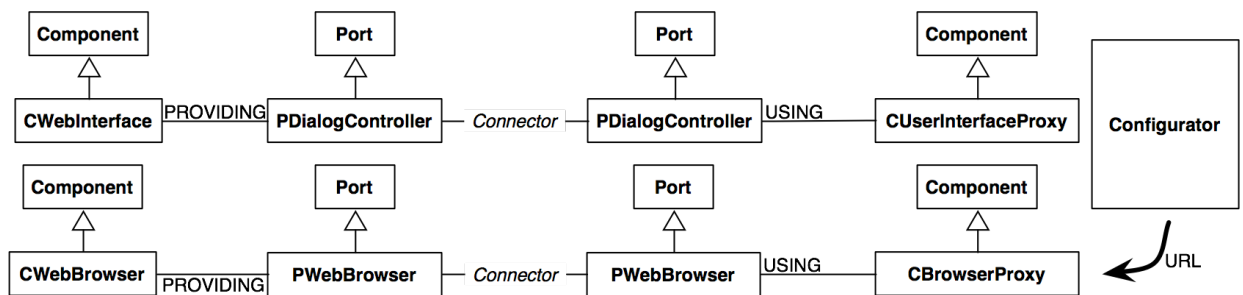 Component
Port
Port
Component
CWebInterface
PROVIDING
PDialogController
Connector
PDialogController
USING
CUserInterfaceProxy
Configurator
Component
Port
Port
Component
CWebBrowser
PROVIDING
PWebBrowser
Connector
PWebBrowser
USING
CBrowserProxy
URL